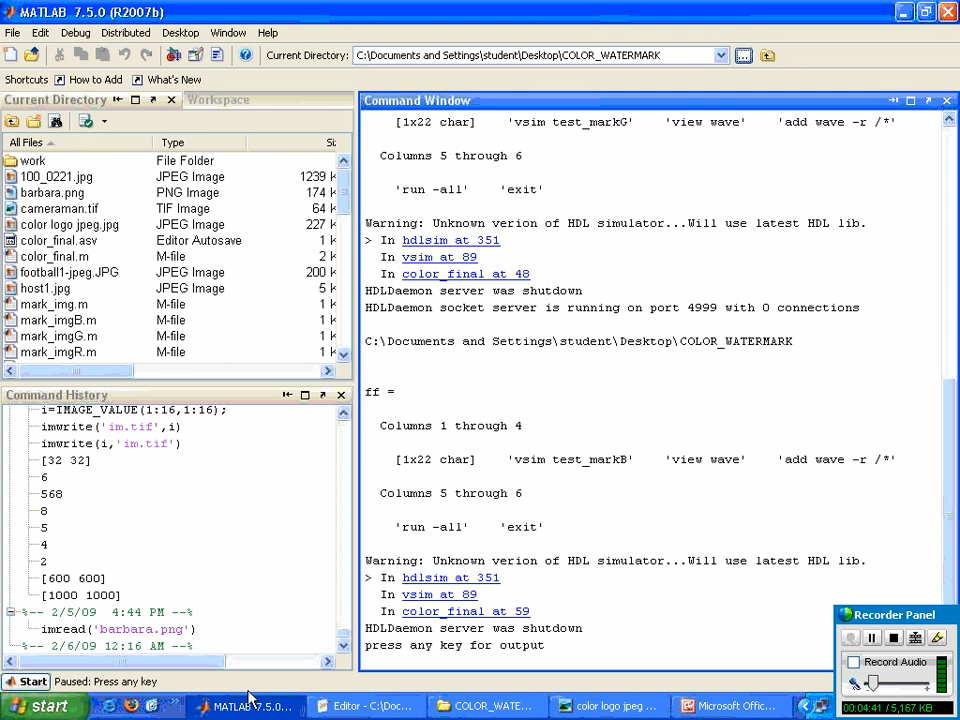 MATLAB 7.5.0 (R2007b)
File Edit Debug Distributed Desktop Window Help
Current Directory: C:\Documents and Settings\student\Desktop\COLOR_WATERMARK
Shortcuts How to Add What's New
Current Directory Workspace
All Files Type Si
work File Folder
100_0221.jpg JPEG Image 1239 K
barbara.png PNG Image 174 K
cameraman.tif TIF Image 64 K
color logo jpeg.jpg JPEG Image 227 K
color_final.asv Editor Autosave 1 K
color_final.m M-file 2 K
football1-jpeg.JPG JPEG Image 200 K
host1.jpg JPEG Image 5 K
mark_img.m M-file 1 K
mark_imgB.m M-file 1 K
mark_imgG.m M-file 1 K
mark_imgR.m M-file 1 K
Command History
i=IMAGE_VALUE(1:16,1:16);
imwrite('im.tif',i)
imwrite(i,'im.tif')
[32 32]
6
568
8
5
4
2
[600 600]
[1000 1000]
%-- 2/5/09 4:44 PM --%
imread('barbara.png')
%-- 2/6/09 12:16 AM --%
Command Window
[1x22 char] 'vsim test_markG' 'view wave' 'add wave -r /*'
Columns 5 through 6
'run -all' 'exit'
Warning: Unknown verion of HDL simulator...Will use latest HDL lib.
> In hdlsim at 351
In vsim at 89
In color_final at 48
HDLDaemon server was shutdown
HDLDaemon socket server is running on port 4999 with 0 connections
C:\Documents and Settings\student\Desktop\COLOR_WATERMARK
ff =
Columns 1 through 4
[1x22 char] 'vsim test_markB' 'view wave' 'add wave -r /*'
Columns 5 through 6
'run -all' 'exit'
Warning: Unknown verion of HDL simulator...Will use latest HDL lib.
> In hdlsim at 351
In vsim at 89
In color_final at 59
HDLDaemon server was shutdown
press any key for output
Recorder Panel
Record Audio
00:04:41 / 5,167 KB
Start Paused: Press any key
start MATLAB 7.5.0... Editor - C:\Doc... COLOR_WATE... color logo jpeg ... Microsoft Offic...